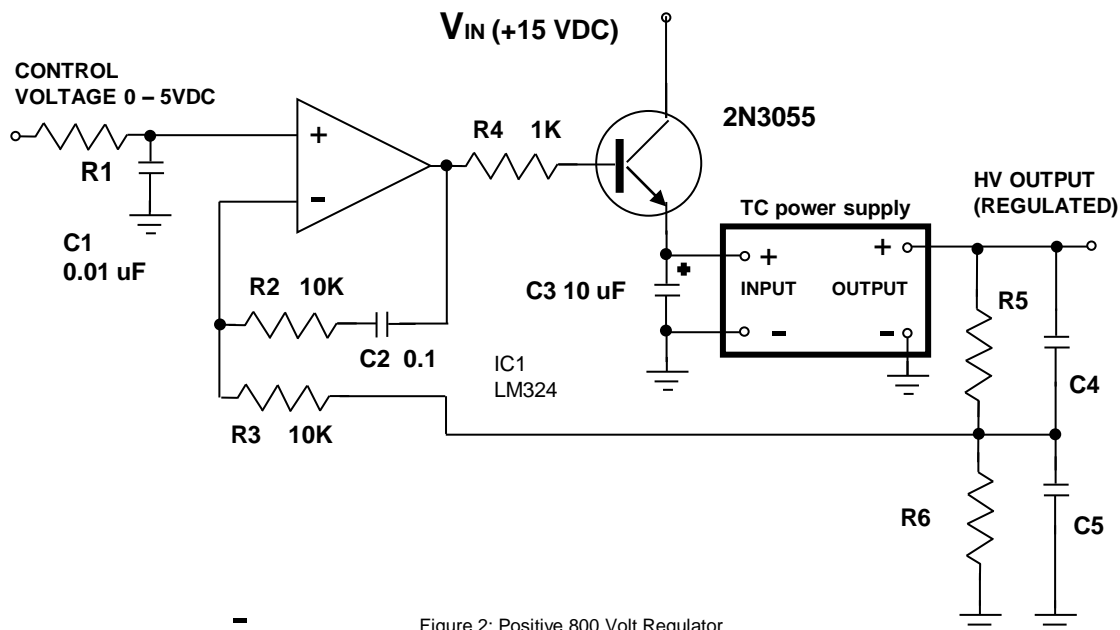 VIN (+15 VDC)
CONTROL
VOLTAGE 0 – 5VDC
+
-
R1
C1
0.01 uF
R4 1K
2N3055
HV OUTPUT
(REGULATED)
TC power supply
+
+
INPUT
OUTPUT
-
-
+
C3 10 uF
R2 10K
C2 0.1
IC1
LM324
R3 10K
R5
C4
R6
C5
-
Figure 2: Positive 800 Volt Regulator